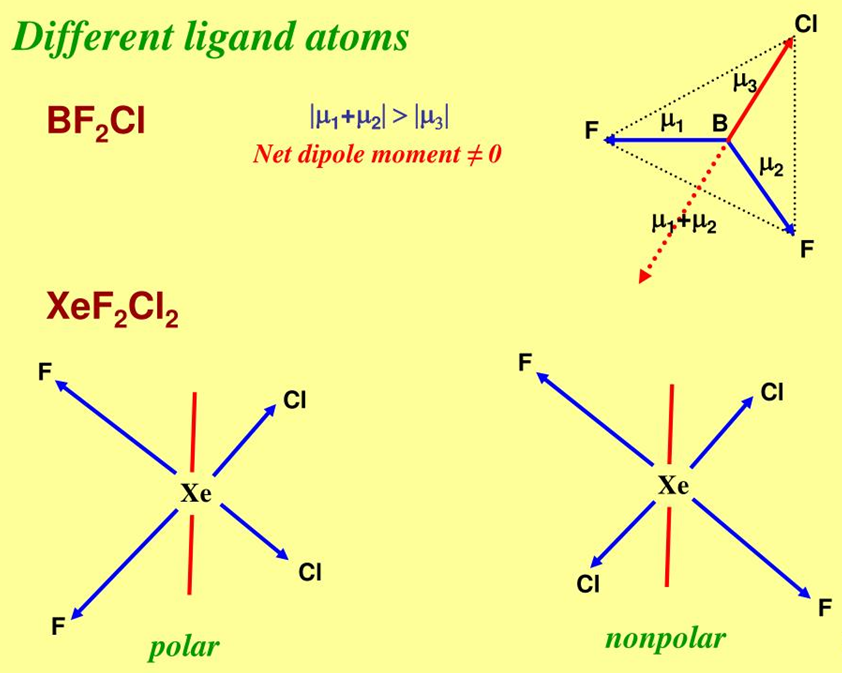 Different ligand atoms
BF₂Cl
|μ₁+μ₂| > |μ₃|
Net dipole moment ≠ 0
Cl
μ₃
F
μ₁
B
μ₂
μ₁+μ₂
F
XeF₂Cl₂
F
Cl
Xe
Cl
F
polar
F
Cl
Xe
Cl
F
nonpolar